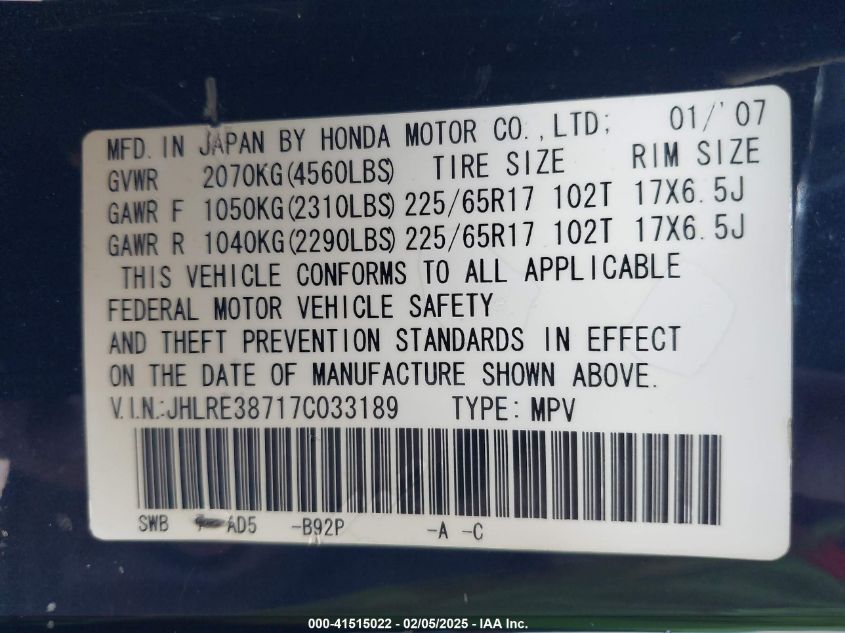 MFD. IN JAPAN BY HONDA MOTOR CO., LTD; 01/'07
GVWR 2070KG(4560LBS) TIRE SIZE RIM SIZE
GAWR F 1050KG(2310LBS) 225/65R17 102T 17X6.5J
GAWR R 1040KG(2290LBS) 225/65R17 102T 17X6.5J
THIS VEHICLE CONFORMS TO ALL APPLICABLE
FEDERAL MOTOR VEHICLE SAFETY
AND THEFT PREVENTION STANDARDS IN EFFECT
ON THE DATE OF MANUFACTURE SHOWN ABOVE.
V.I.N.:JHLRE38717C033189 TYPE: MPV
SWB AD5 -B92P -A -C
000-41515022 - 02/05/2025 - IAA Inc.